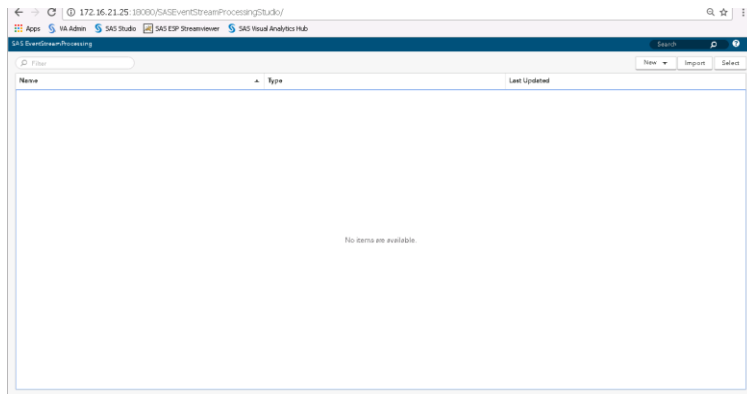 172.16.21.25:18080/SASEventStreamProcessingStudio/
Apps VA Admin SAS Studio SAS ESP Streamviewer SAS Visual Analytics Hub
SAS EventStreamProcessing Search
Filter New Import Select
Name Type Last Updated
No items are available.